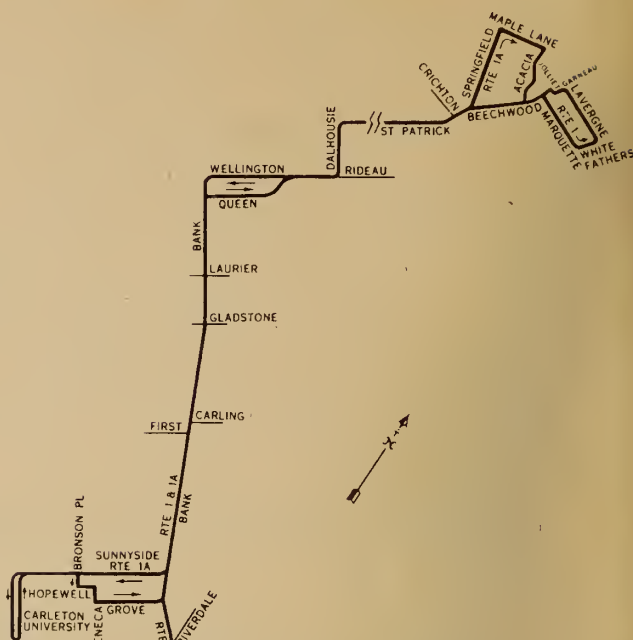 MAPLE LANE
SPRINGFIELD
RTE 1A
ACACIA
JOLLIET
GARNEAU
LAVERGNE
CRICHTON
BEECHWOOD
RTE 1
MARQUETTE
WHITE
FATHERS
ST PATRICK
DALHOUSIE
WELLINGTON
RIDEAU
QUEEN
BANK
LAURIER
GLADSTONE
CARLING
FIRST
N
RTE 1 & 1A
BANK
BRONSON PL
SUNNYSIDE
RTE 1A
HOPEWELL
GROVE
CARLETON
UNIVERSITY
RIVERDALE